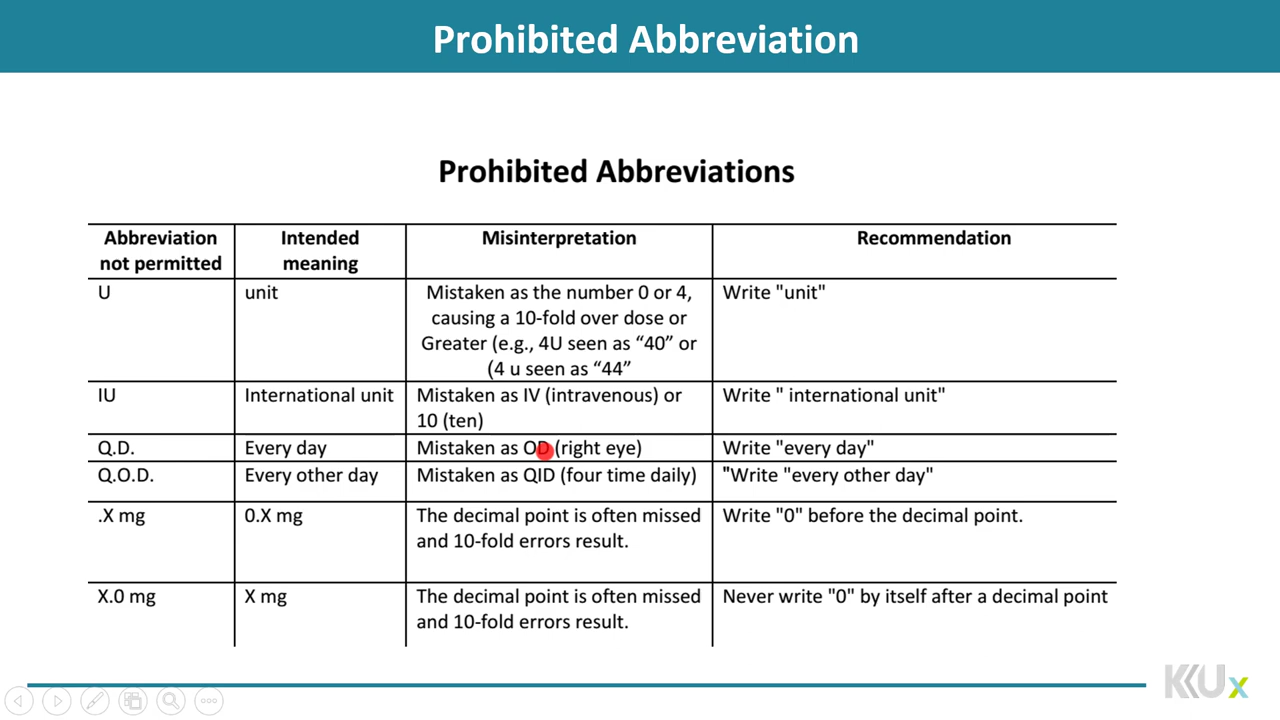 Prohibited Abbreviation
Prohibited Abbreviations
Abbreviation not permitted | Intended meaning | Misinterpretation | Recommendation
U | unit | Mistaken as the number 0 or 4, causing a 10-fold over dose or Greater (e.g., 4U seen as “40” or (4 u seen as “44” | Write "unit"
IU | International unit | Mistaken as IV (intravenous) or 10 (ten) | Write " international unit"
Q.D. | Every day | Mistaken as OD (right eye) | Write "every day"
Q.O.D. | Every other day | Mistaken as QID (four time daily) | "Write "every other day"
.X mg | 0.X mg | The decimal point is often missed and 10-fold errors result. | Write "0" before the decimal point.
X.0 mg | X mg | The decimal point is often missed and 10-fold errors result. | Never write "0" by itself after a decimal point
KKUx